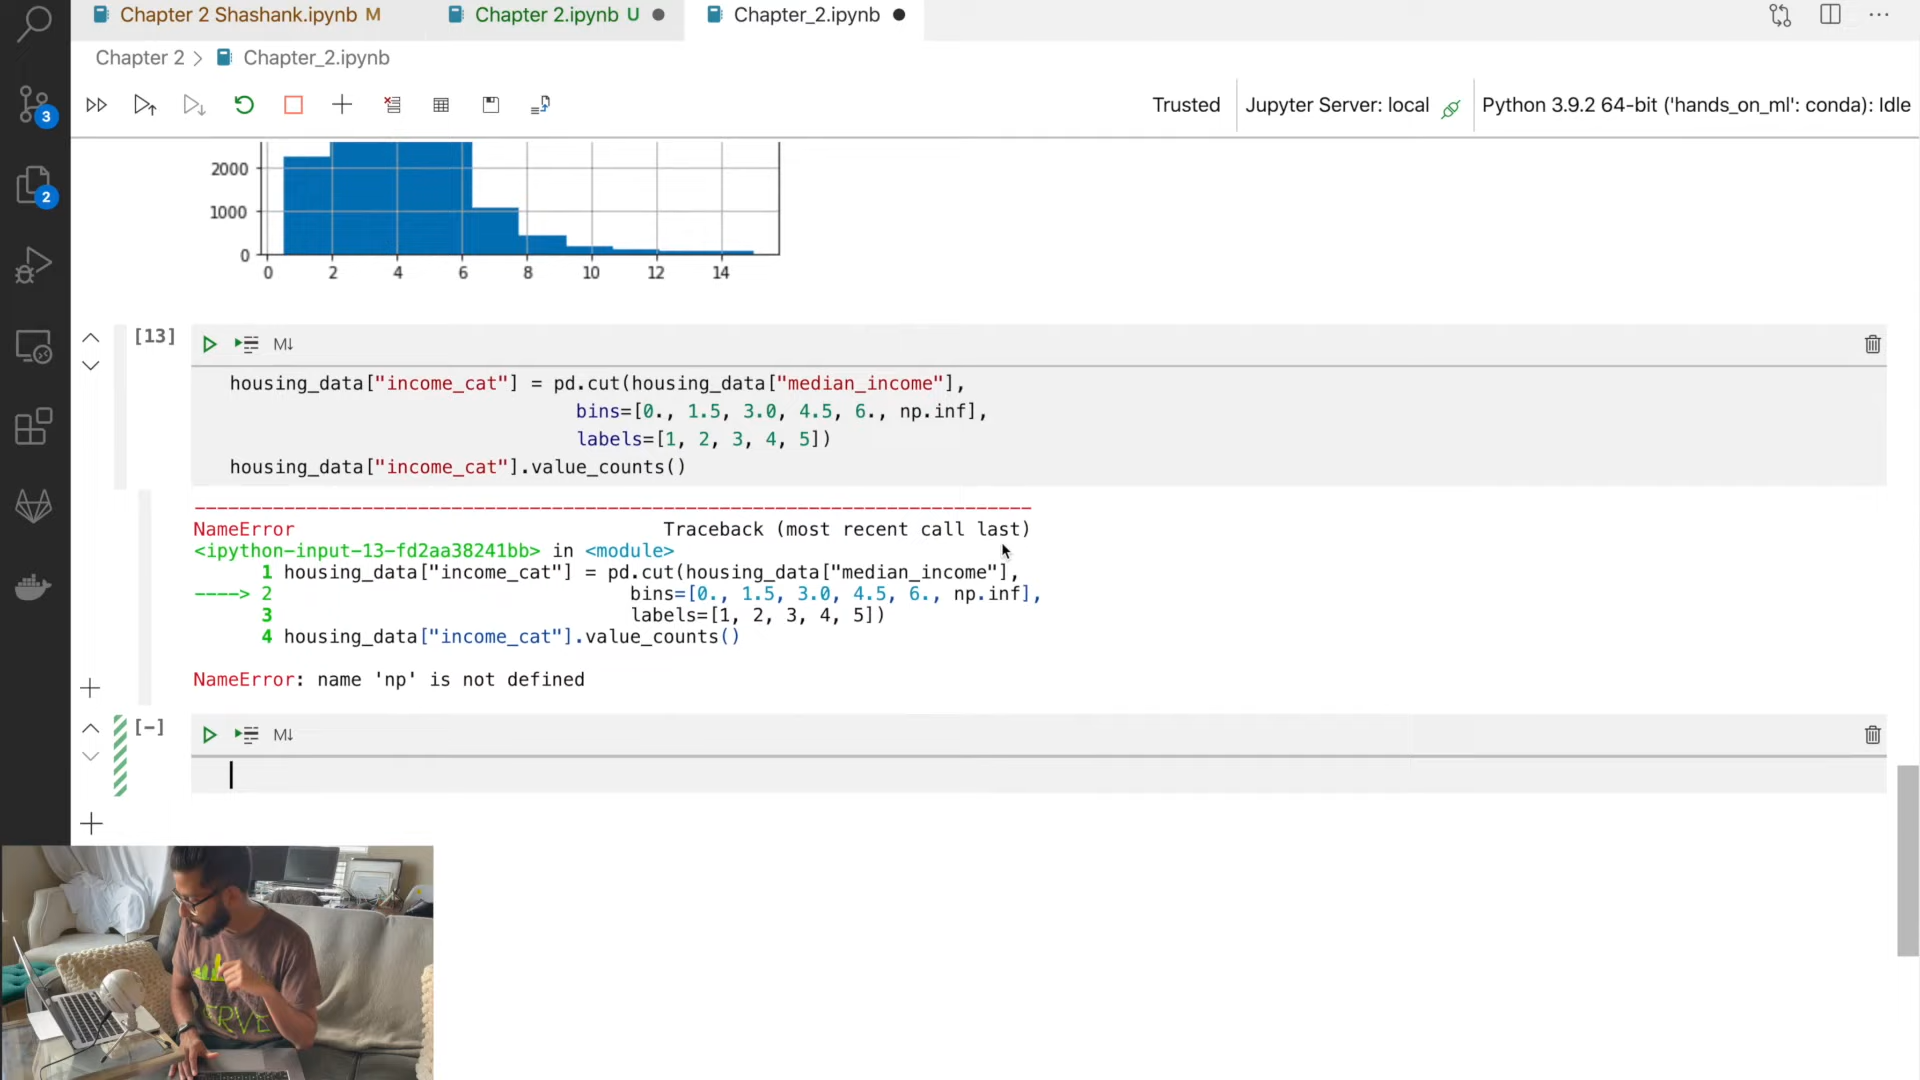 Chapter 2 Shashank.ipynb M
Chapter 2.ipynb U
Chapter_2.ipynb
Chapter 2 > Chapter_2.ipynb
3
2
Trusted
Jupyter Server: local
Python 3.9.2 64-bit ('hands_on_ml': conda): Idle
2000
1000
0
0 2 4 6 8 10 12 14
[13]
M↓
housing_data["income_cat"] = pd.cut(housing_data["median_income"],
bins=[0., 1.5, 3.0, 4.5, 6., np.inf],
labels=[1, 2, 3, 4, 5])
housing_data["income_cat"].value_counts()
---------------------------------------------------------------------------
NameError Traceback (most recent call last)
<ipython-input-13-fd2aa38241bb> in <module>
1 housing_data["income_cat"] = pd.cut(housing_data["median_income"],
----> 2 bins=[0., 1.5, 3.0, 4.5, 6., np.inf],
3 labels=[1, 2, 3, 4, 5])
4 housing_data["income_cat"].value_counts()
NameError: name 'np' is not defined
[-]
M↓
ERVE